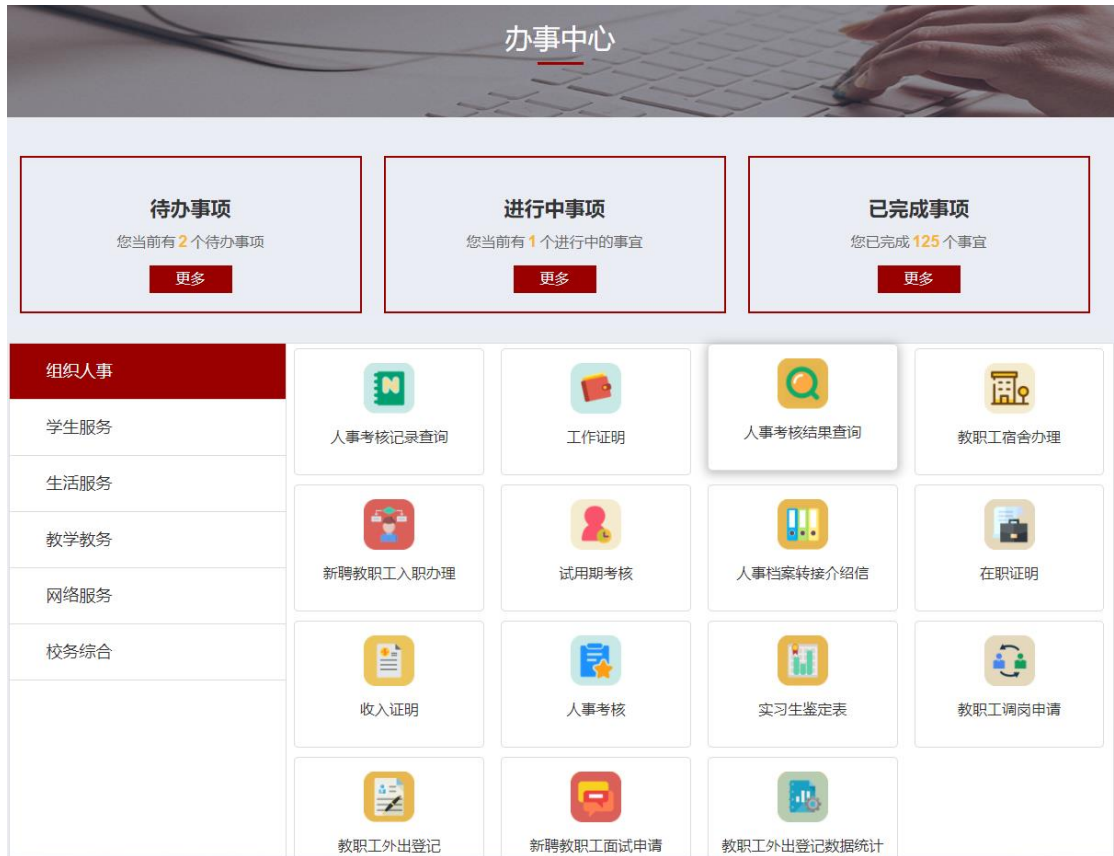 办事中心
待办事项
您当前有2个待办事项
更多
进行中事项
您当前有1个进行中的事宜
更多
已完成事项
您已完成125个事宜
更多
组织人事
学生服务
生活服务
教学教务
网络服务
校务综合
人事考核记录查询
工作证明
人事考核结果查询
教职工宿舍办理
新聘教职工入职办理
试用期考核
人事档案转接介绍信
在职证明
收入证明
人事考核
实习生鉴定表
教职工调岗申请
教职工外出登记
新聘教职工面试申请
教职工外出登记数据统计